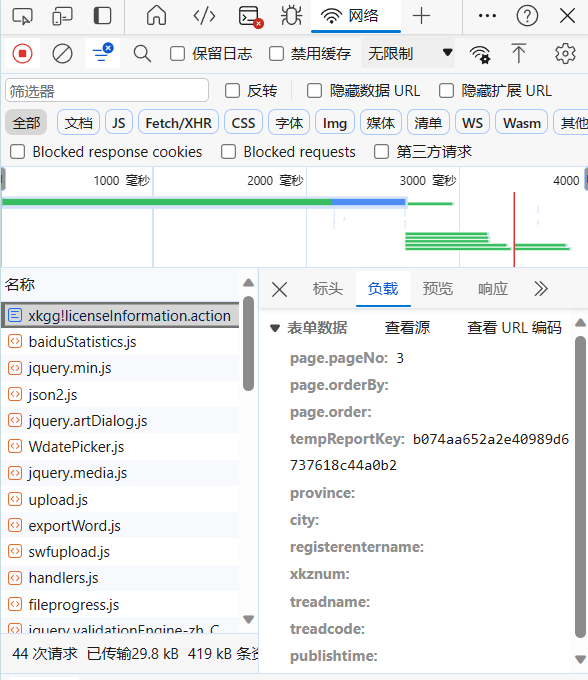 网络
保留日志 禁用缓存 无限制
筛选器 反转 隐藏数据 URL 隐藏扩展 URL
全部 文档 JS Fetch/XHR CSS 字体 Img 媒体 清单 WS Wasm 其他
Blocked response cookies Blocked requests 第三方请求
1000 毫秒 2000 毫秒 3000 毫秒 4000
名称
标头 负载 预览 响应
xkgg!licenseInformation.action
baiduStatistics.js
jquery.min.js
json2.js
jquery.artDialog.js
WdatePicker.js
jquery.media.js
upload.js
exportWord.js
swfupload.js
handlers.js
fileprogress.js
jquery.validationEngine-zh_C
表单数据 查看源 查看 URL 编码
page.pageNo: 3
page.orderBy:
page.order:
tempReportKey: b074aa652a2e40989d6
737618c44a0b2
province:
city:
registerentername:
xkznum:
treadname:
treadcode:
publishtime:
44 次请求 已传输29.8 kB 419 kB 条资